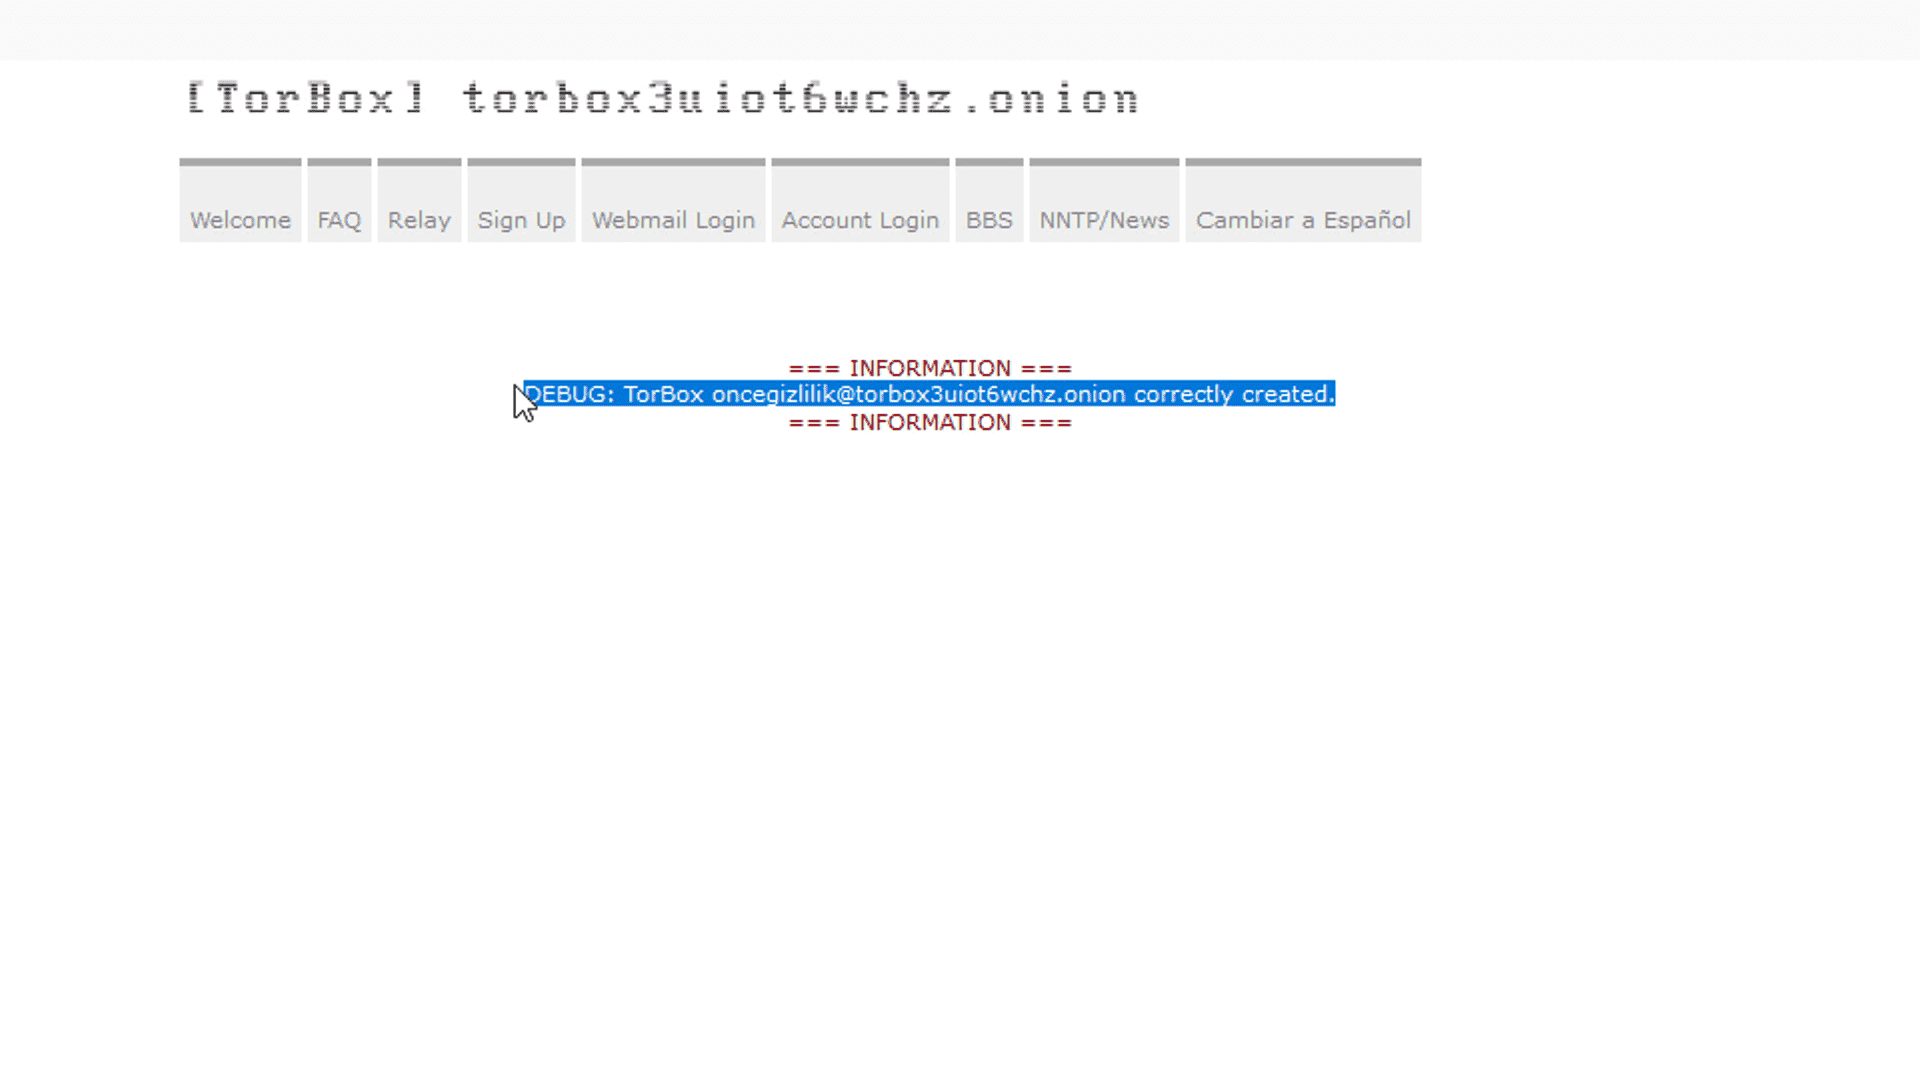 [TorBox] torbox3uiot6wchz.onion
Welcome FAQ Relay Sign Up Webmail Login Account Login BBS NNTP/News Cambiar a Español
=== INFORMATION ===
DEBUG: TorBox oncegizlilik@torbox3uiot6wchz.onion correctly created.
=== INFORMATION ===